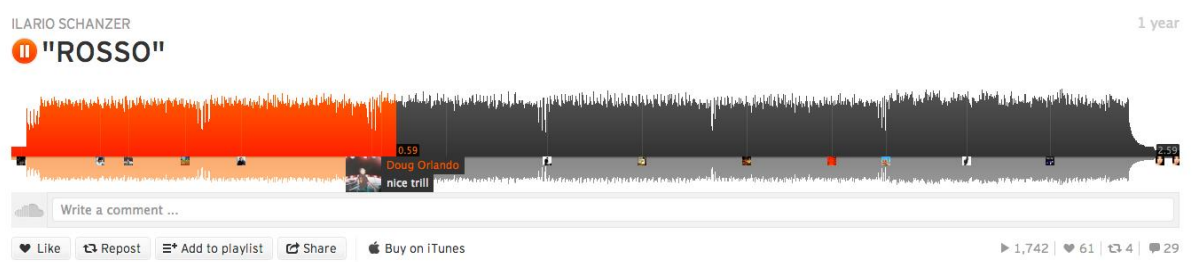 ILARIO SCHANZER
1 year
"ROSSO"
0.59
2:59
Doug Orlando
nice trill
Write a comment ...
Like
Repost
Add to playlist
Share
Buy on iTunes
1,742
61
4
29